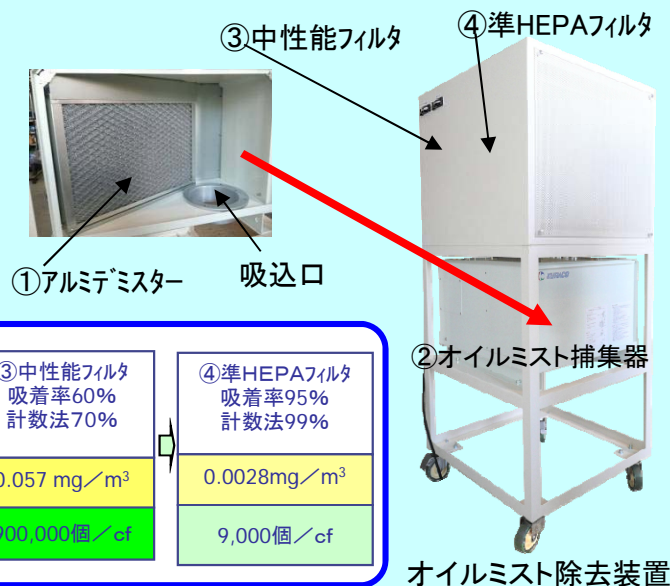 ③中性能フィルタ
④準HEPAフィルタ
①アルミデミスター
吸込口
②オイルミスト捕集器
③中性能フィルタ
吸着率60%
計数法70%
0.057 mg／m³
900,000個／cf
④準HEPAフィルタ
吸着率95%
計数法99%
0.0028mg／m³
9,000個／cf
オイルミスト除去装置